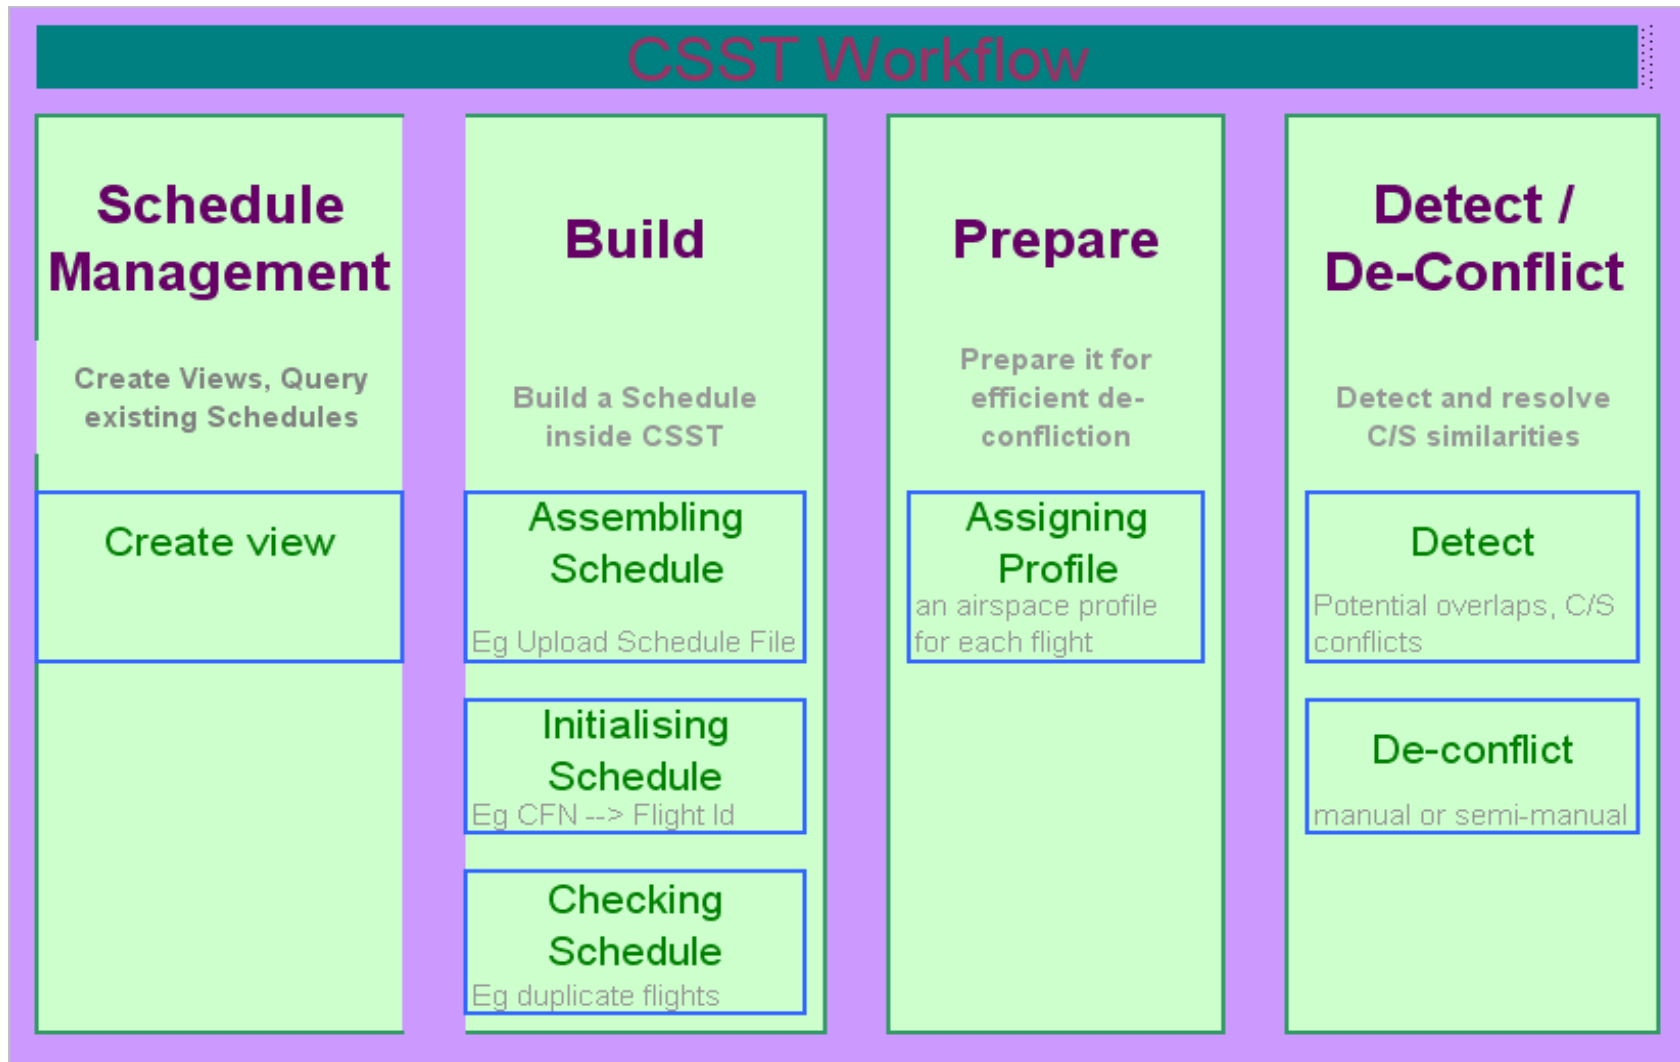 CSST Workflow
Schedule
Management
Create Views, Query
existing Schedules
Create view
Build
Build a Schedule
inside CSST
Assembling
Schedule
Eg Upload Schedule File
Initialising
Schedule
Eg CFN --> Flight Id
Checking
Schedule
Eg duplicate flights
Prepare
Prepare it for
efficient de-
confliction
Assigning
Profile
an airspace profile
for each flight
Detect /
De-Conflict
Detect and resolve
C/S similarities
Detect
Potential overlaps, C/S
conflicts
De-conflict
manual or semi-manual